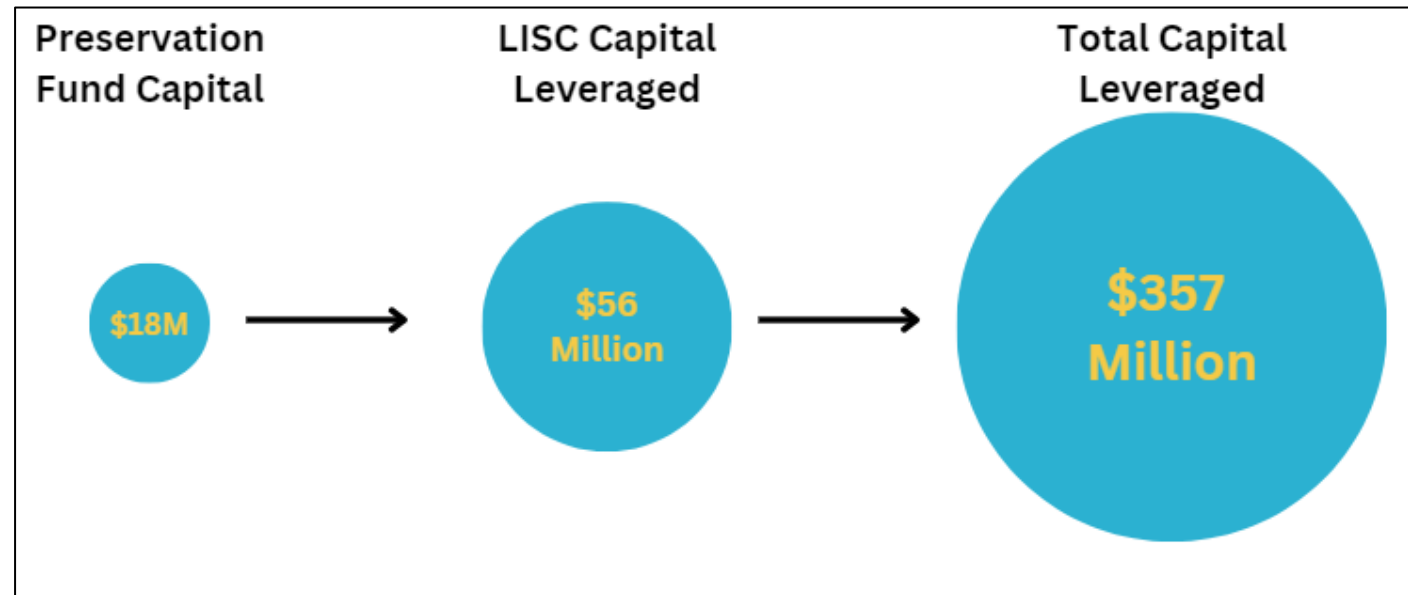 Preservation
Fund Capital
LISC Capital
Leveraged
Total Capital
Leveraged
$18M
$56
Million
$357
Million